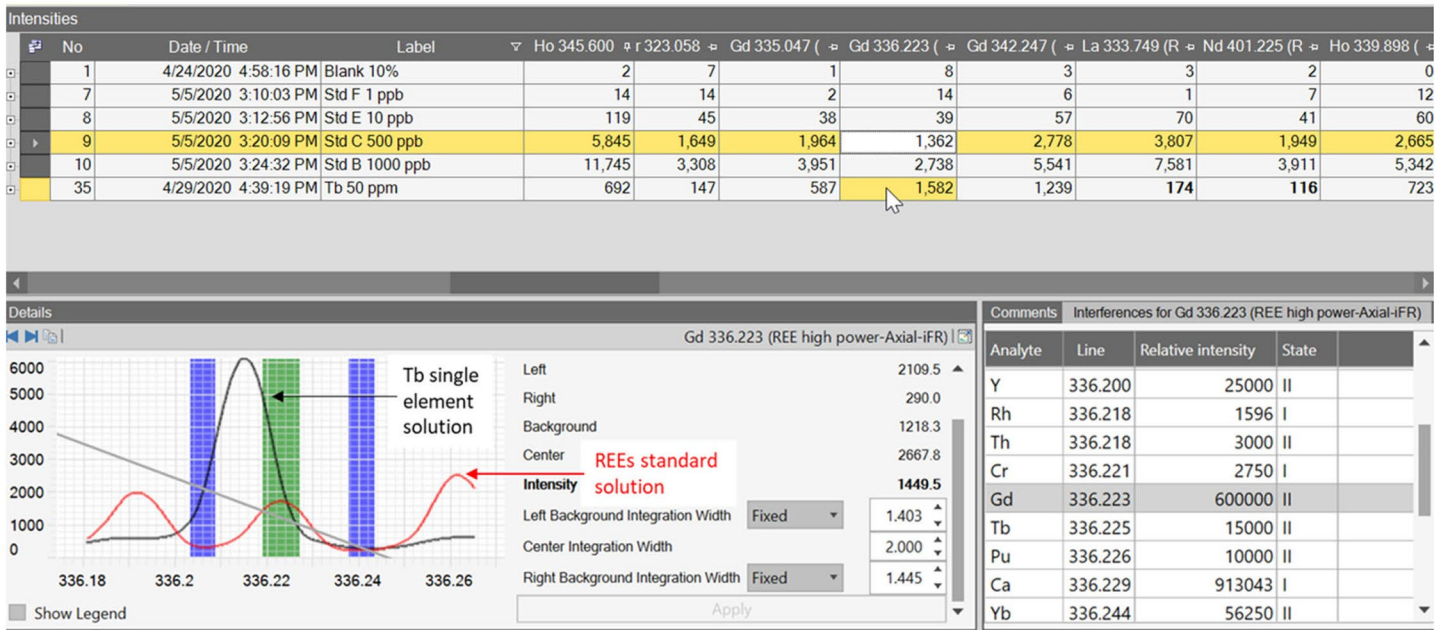 Intensities
No Date / Time Label Ho 345.600 r 323.058 Gd 335.047 ( Gd 336.223 ( Gd 342.247 ( La 333.749 (R Nd 401.225 (R Ho 339.898 (
1 4/24/2020 4:58:16 PM Blank 10% 2 7 1 8 3 3 2 0
7 5/5/2020 3:10:03 PM Std F 1 ppb 14 14 2 14 6 1 7 12
8 5/5/2020 3:12:56 PM Std E 10 ppb 119 45 38 39 57 70 41 60
9 5/5/2020 3:20:09 PM Std C 500 ppb 5,845 1,649 1,964 1,362 2,778 3,807 1,949 2,665
10 5/5/2020 3:24:32 PM Std B 1000 ppb 11,745 3,308 3,951 2,738 5,541 7,581 3,911 5,342
35 4/29/2020 4:39:19 PM Tb 50 ppm 692 147 587 1,582 1,239 174 116 723
Details
Gd 336.223 (REE high power-Axial-iFR)
6000
5000
4000
3000
2000
1000
0
336.18 336.2 336.22 336.24 336.26
Show Legend
Tb single
element
solution
REEs standard
solution
Left 2109.5
Right 290.0
Background 1218.3
Center 2667.8
Intensity 1449.5
Left Background Integration Width Fixed 1.403
Center Integration Width 2.000
Right Background Integration Width Fixed 1.445
Apply
Comments Interferences for Gd 336.223 (REE high power-Axial-iFR)
Analyte Line Relative intensity State
Y 336.200 25000 II
Rh 336.218 1596 I
Th 336.218 3000 II
Cr 336.221 2750 I
Gd 336.223 600000 II
Tb 336.225 15000 II
Pu 336.226 10000 II
Ca 336.229 913043 I
Yb 336.244 56250 II